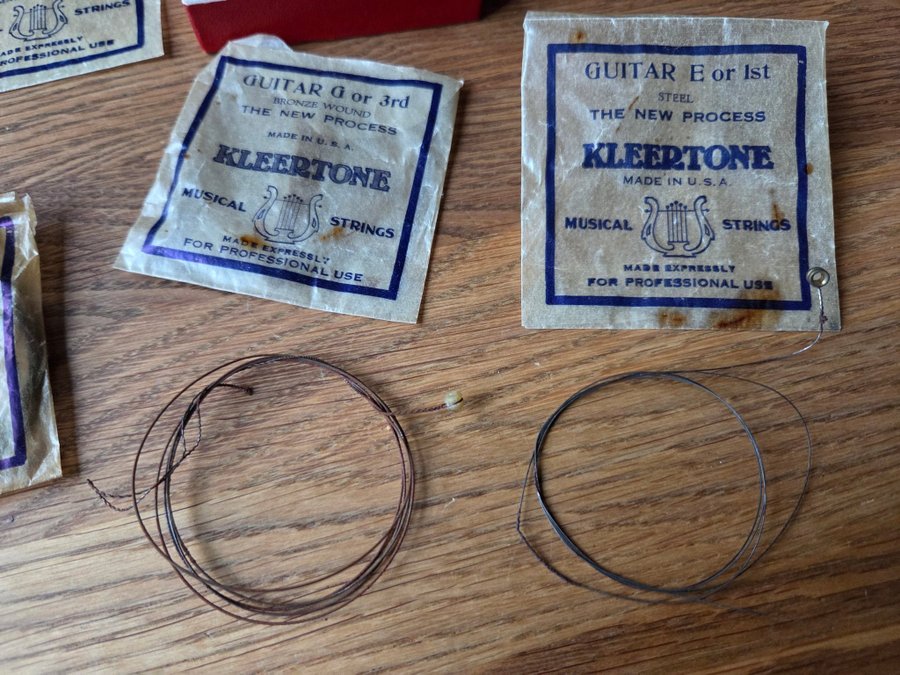 MUSICAL STRINGS
MADE EXPRESSLY
FOR PROFESSIONAL USE
GUITAR G or 3rd
BRONZE WOUND
THE NEW PROCESS
MADE IN U.S.A.
KLEERTONE
MUSICAL STRINGS
MADE EXPRESSLY
FOR PROFESSIONAL USE
GUITAR E or 1st
STEEL
THE NEW PROCESS
KLEERTONE
MADE IN U.S.A.
MUSICAL STRINGS
MADE EXPRESSLY
FOR PROFESSIONAL USE